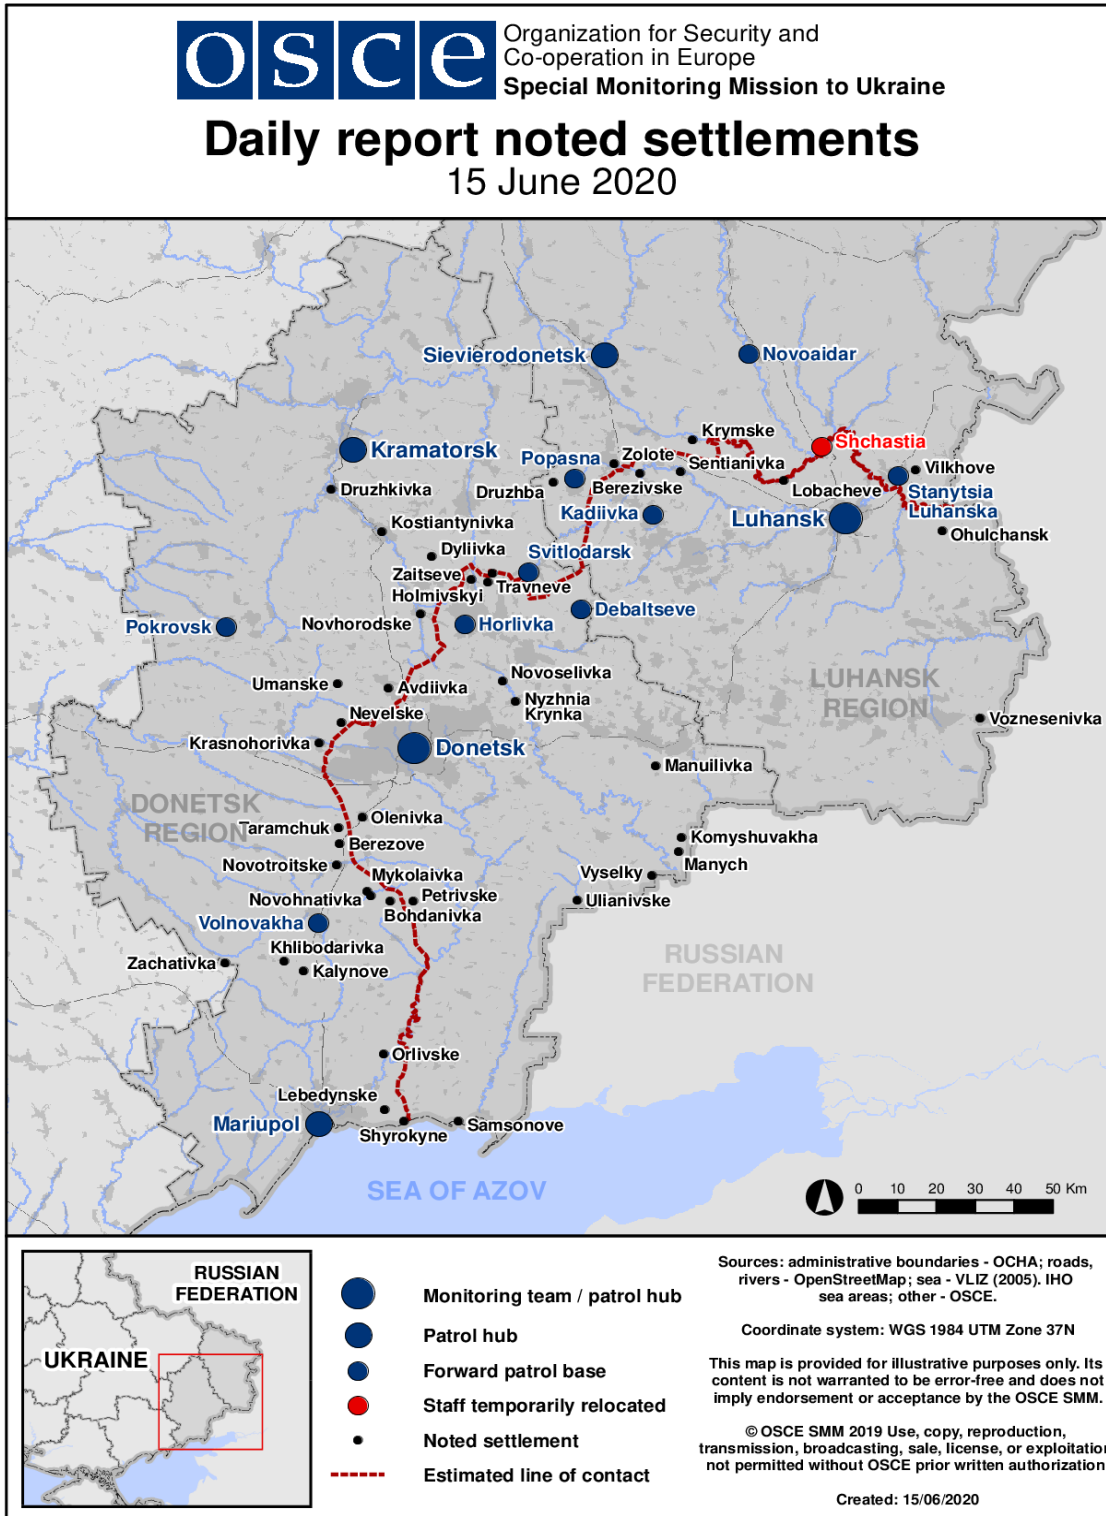 osce
Organization for Security and
Co-operation in Europe
Special Monitoring Mission to Ukraine
Daily report noted settlements
15 June 2020
Sievierodonetsk
Novoaidar
Krymske
Shchastia
Kramatorsk
Popasna
Zolote
Sentianivka
Vilkhove
Druzhkivka
Druzhba
Berezivske
Lobacheve
Stanytsia
Luhanska
Kadiivka
Luhansk
Kostiantynivka
Ohulchansk
Dyliivka
Svitlodarsk
Zaitseve
Travneve
Holmivskyi
Debaltseve
Novhorodske
Horlivka
Pokrovsk
Novoselivka
LUHANSK
REGION
Umanske
Avdiivka
Nyzhnia
Krynka
Nevelske
Voznesenivka
Krasnohorivka
Donetsk
Manuilivka
DONETSK
REGION
Olenivka
Taramchuk
Komyshuvakha
Berezove
Manych
Novotroitske
Mykolaivka
Vyselky
Novohnativka
Petrivske
Ulianivske
Bohdanivka
Volnovakha
Khlibodarivka
RUSSIAN
FEDERATION
Zachativka
Kalynove
Orlivske
Lebedynske
Mariupol
Shyrokyne
Samsonove
SEA OF AZOV
0 10 20 30 40 50 Km
RUSSIAN
FEDERATION
UKRAINE
Monitoring team / patrol hub
Patrol hub
Forward patrol base
Staff temporarily relocated
Noted settlement
Estimated line of contact
Sources: administrative boundaries - OCHA; roads,
rivers - OpenStreetMap; sea - VLIZ (2005). IHO
sea areas; other - OSCE.
Coordinate system: WGS 1984 UTM Zone 37N
This map is provided for illustrative purposes only. Its
content is not warranted to be error-free and does not
imply endorsement or acceptance by the OSCE SMM.
© OSCE SMM 2019 Use, copy, reproduction,
transmission, broadcasting, sale, license, or exploitation
not permitted without OSCE prior written authorization
Created: 15/06/2020